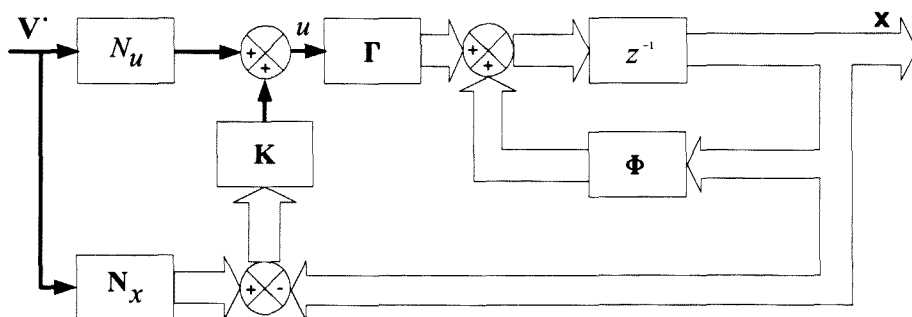 V* N_u + + u Γ + + z⁻¹ x
K Φ
N_x + -